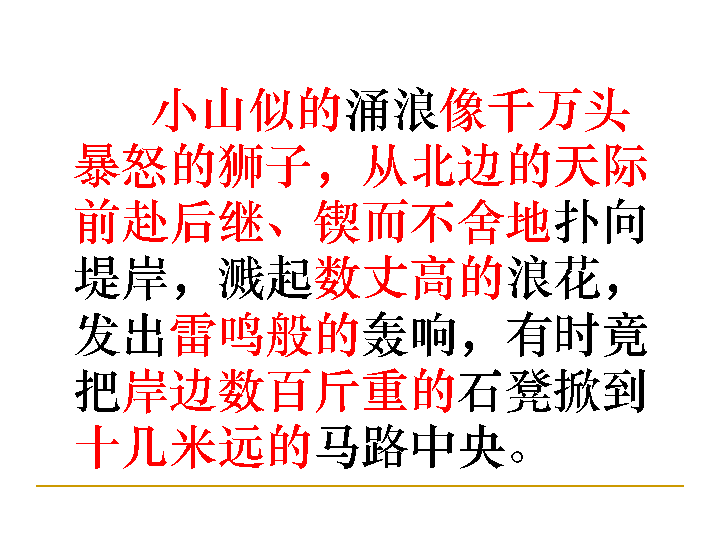 小山似的涌浪像千万头
暴怒的狮子，从北边的天际
前赴后继、锲而不舍地扑向
堤岸，溅起数丈高的浪花，
发出雷鸣般的轰响，有时竟
把岸边数百斤重的石凳掀到
十几米远的马路中央。